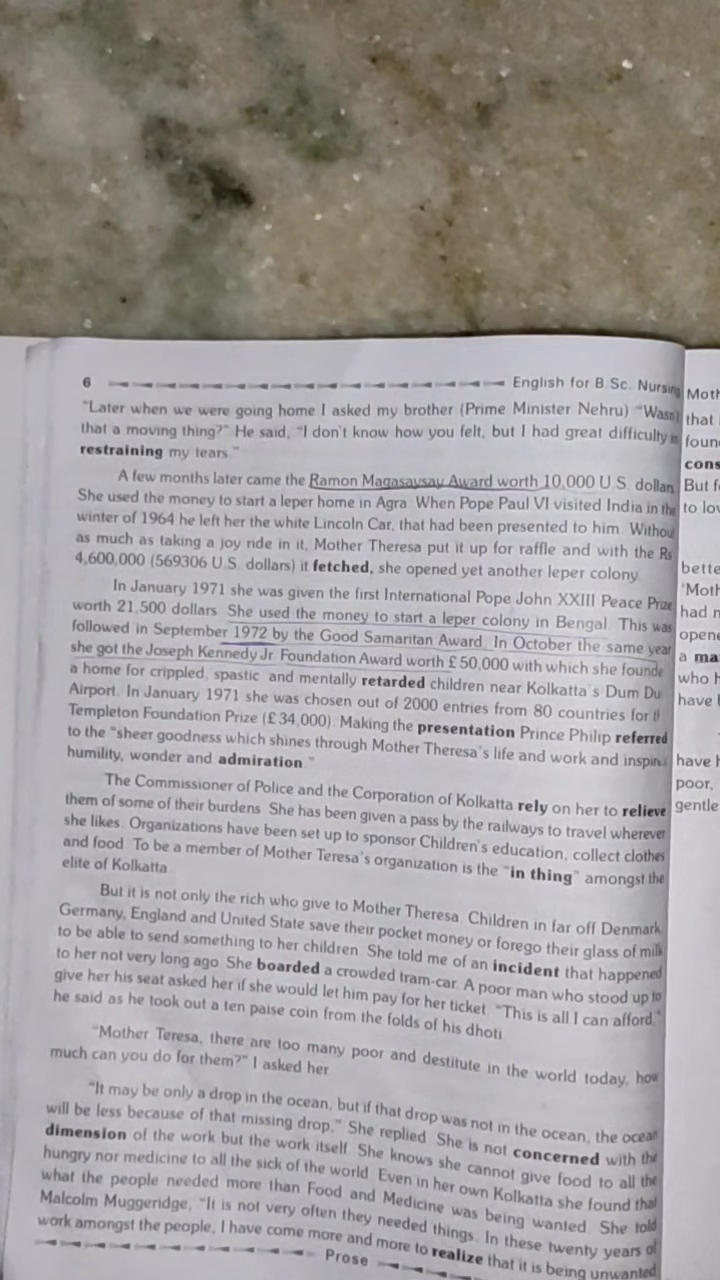 6 English for B.Sc. Nursing
"Later when we were going home I asked my brother (Prime Minister Nehru) "Wasn't
that a moving thing?" He said, "I don't know how you felt, but I had great difficulty in
restraining my tears."
A few months later came the Ramon Magasaysay Award worth 10,000 U.S. dollars
She used the money to start a leper home in Agra. When Pope Paul VI visited India in the
winter of 1964 he left her the white Lincoln Car, that had been presented to him. Without
as much as taking a joy ride in it, Mother Theresa put it up for raffle and with the Rs
4,600,000 (569306 U.S. dollars) it fetched, she opened yet another leper colony.
In January 1971 she was given the first International Pope John XXIII Peace Prize
worth 21,500 dollars. She used the money to start a leper colony in Bengal. This was
followed in September 1972 by the Good Samaritan Award. In October the same year
she got the Joseph Kennedy Jr. Foundation Award worth £ 50,000 with which she founde
a home for crippled, spastic and mentally retarded children near Kolkatta's Dum Du
Airport. In January 1971 she was chosen out of 2000 entries from 80 countries for
Templeton Foundation Prize (£ 34,000). Making the presentation Prince Philip referred
to the "sheer goodness which shines through Mother Theresa's life and work and inspires
humility, wonder and admiration."
The Commissioner of Police and the Corporation of Kolkatta rely on her to relieve
them of some of their burdens. She has been given a pass by the railways to travel wherever
she likes. Organizations have been set up to sponsor Children's education, collect clothes
and food. To be a member of Mother Teresa's organization is the "in thing" amongst the
elite of Kolkatta.
But it is not only the rich who give to Mother Theresa. Children in far off Denmark,
Germany, England and United State save their pocket money or forego their glass of milk
to be able to send something to her children. She told me of an incident that happened
to her not very long ago. She boarded a crowded tram-car. A poor man who stood up to
give her his seat asked her if she would let him pay for her ticket. "This is all I can afford,"
he said as he took out a ten paise coin from the folds of his dhoti.
"Mother Teresa, there are too many poor and destitute in the world today, how
much can you do for them?" I asked her.
"It may be only a drop in the ocean, but if that drop was not in the ocean, the ocean
will be less because of that missing drop," She replied. She is not concerned with the
dimension of the work but the work itself. She knows she cannot give food to all the
hungry nor medicine to all the sick of the world. Even in her own Kolkatta she found that
what the people needed more than Food and Medicine was being wanted. She told
Malcolm Muggeridge, "It is not very often they needed things. In these twenty years of
work amongst the people, I have come more and more to realize that it is being unwanted
Prose
Moth
that
foun
cons
But f
to lov
bette
'Moth
had n
opene
a ma
who h
have
have h
poor,
gentle